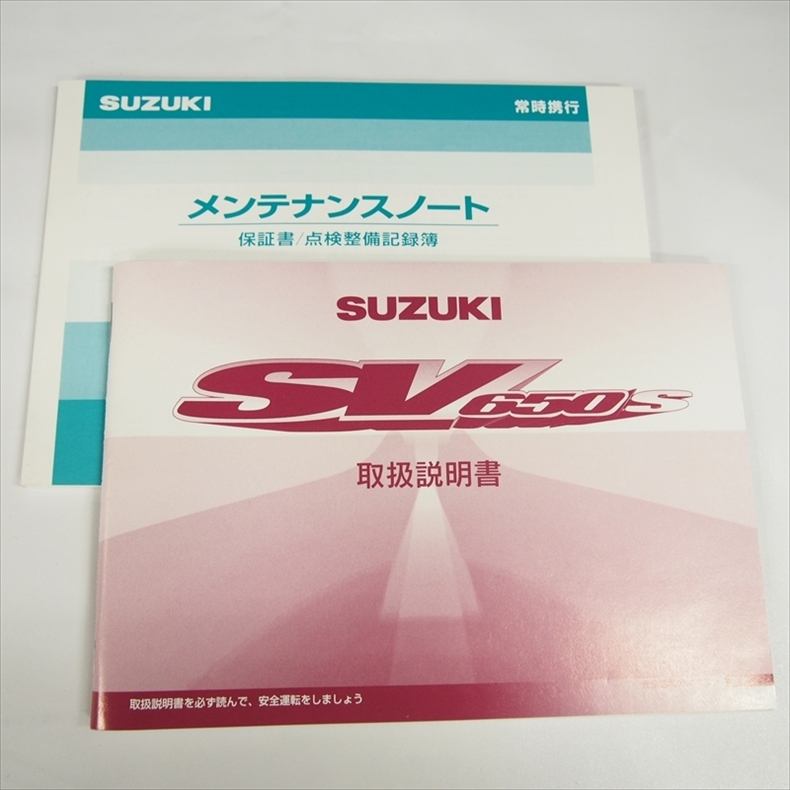 SUZUKI 常時携行
メンテナンスノート
保証書/点検整備記録簿
SUZUKI
SV650S
取扱説明書
取扱説明書を必ず読んで、安全運転をしましょう